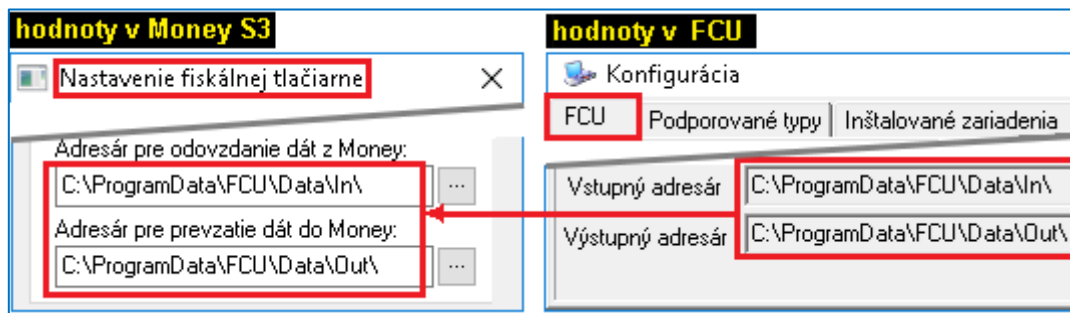 hodnoty v Money S3
Nastavenie fiskálnej tlačiarne
Adresár pre odovzdanie dát z Money:
C:\ProgramData\FCU\Data\In\
...
Adresár pre prevzatie dát do Money:
C:\ProgramData\FCU\Data\Out\
...
hodnoty v FCU
Konfigurácia
FCU Podporované typy Inštalované zariadenia
Vstupný adresár C:\ProgramData\FCU\Data\In\
Výstupný adresár C:\ProgramData\FCU\Data\Out\